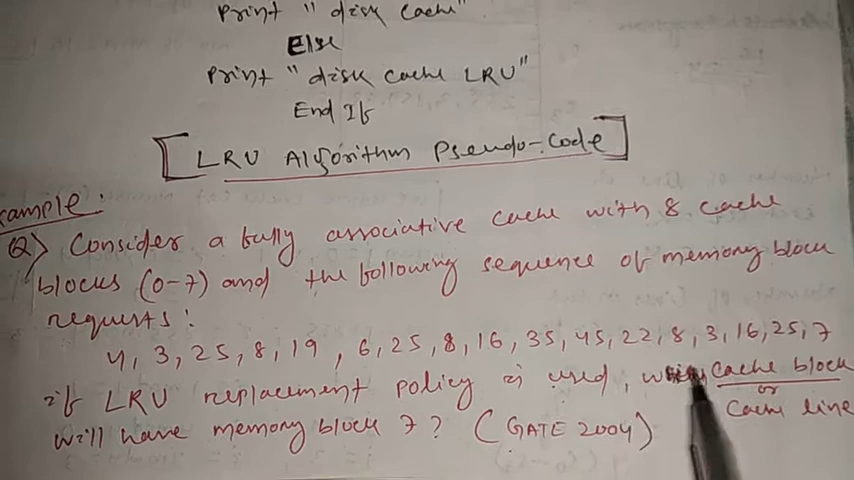 Print "disk cache"
Else
Print "disk cache LRU"
End If
[LRU Algorithm Pseudo-Code]
xample:
Q) Consider a fully associative cache with 8 cache
blocks (0-7) and the following sequence of memory block
requests:
4, 3, 25, 8, 19, 6, 25, 8, 16, 35, 45, 22, 8, 3, 16, 25, 7
if LRU replacement policy is used, cache block
or
will have memory block 7? (GATE 2004) Cache line